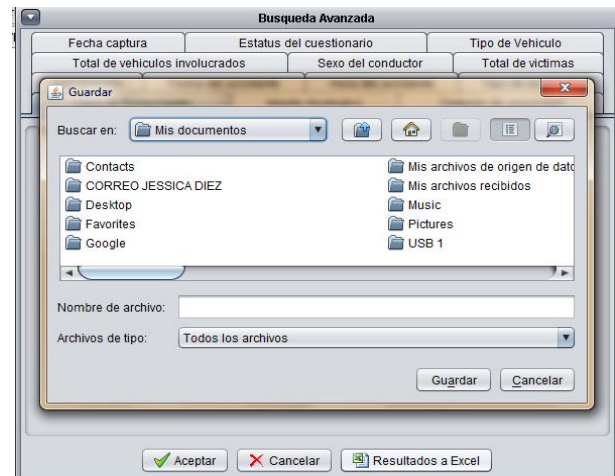 Busqueda Avanzada
Fecha captura Estatus del cuestionario Tipo de Vehiculo
Total de vehiculos involucrados Sexo del conductor Total de victimas
Guardar
Buscar en: Mis documentos
Contacts Mis archivos de origen de dato
CORREO JESSICA DIEZ Mis archivos recibidos
Desktop Music
Favorites Pictures
Google USB 1
Nombre de archivo:
Archivos de tipo: Todos los archivos
Guardar Cancelar
Aceptar Cancelar Resultados a Excel